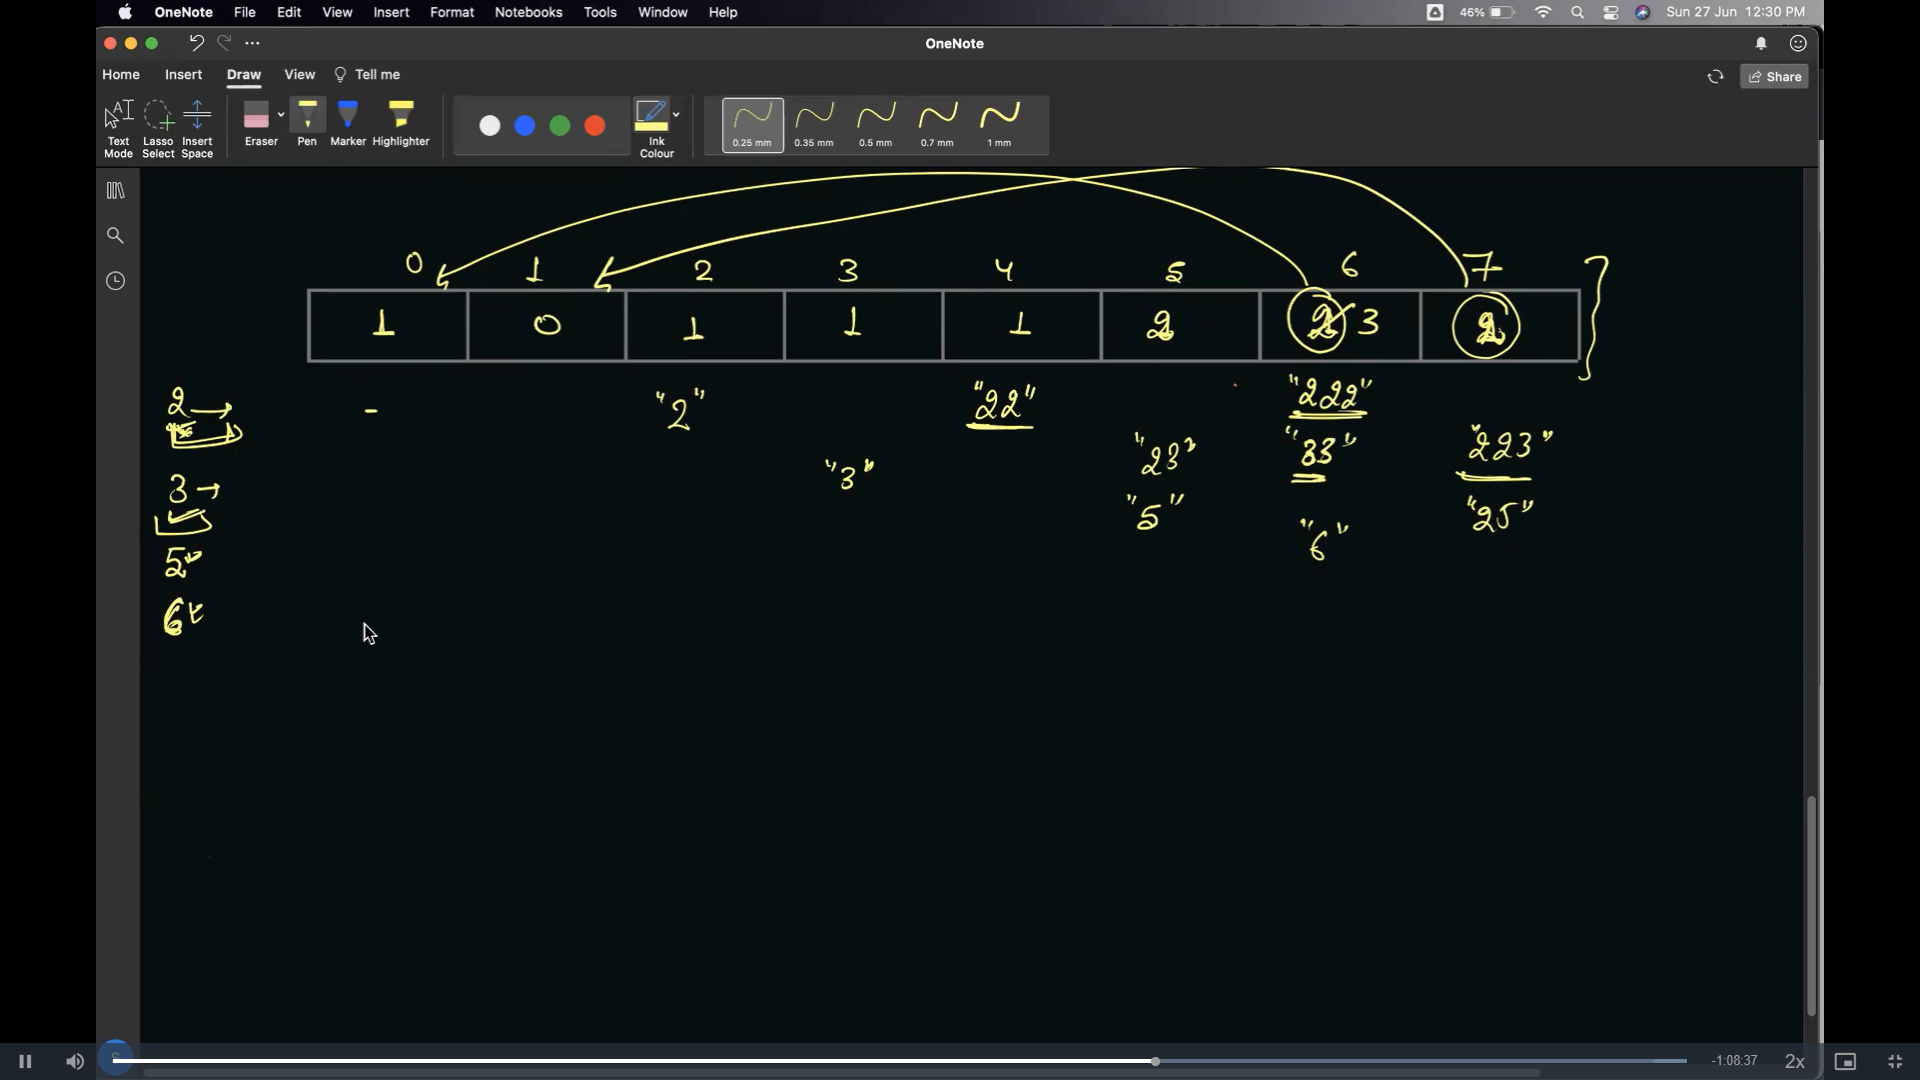 OneNote File Edit View Insert Format Notebooks Tools Window Help 46% Sun 27 Jun 12:30 PM
OneNote
Home Insert Draw View Tell me Share
Text Mode Lasso Select Insert Space Eraser Pen Marker Highlighter Ink Colour 0.25 mm 0.35 mm 0.5 mm 0.7 mm 1 mm
0 1 2 3 4 5 6 7
1 0 1 1 1 2 2 3 2
2 → - "2" "22" "222"
"23" "33" "223"
3 → "3"
"5" "25"
5 "6"
6
-1:08:37 2x